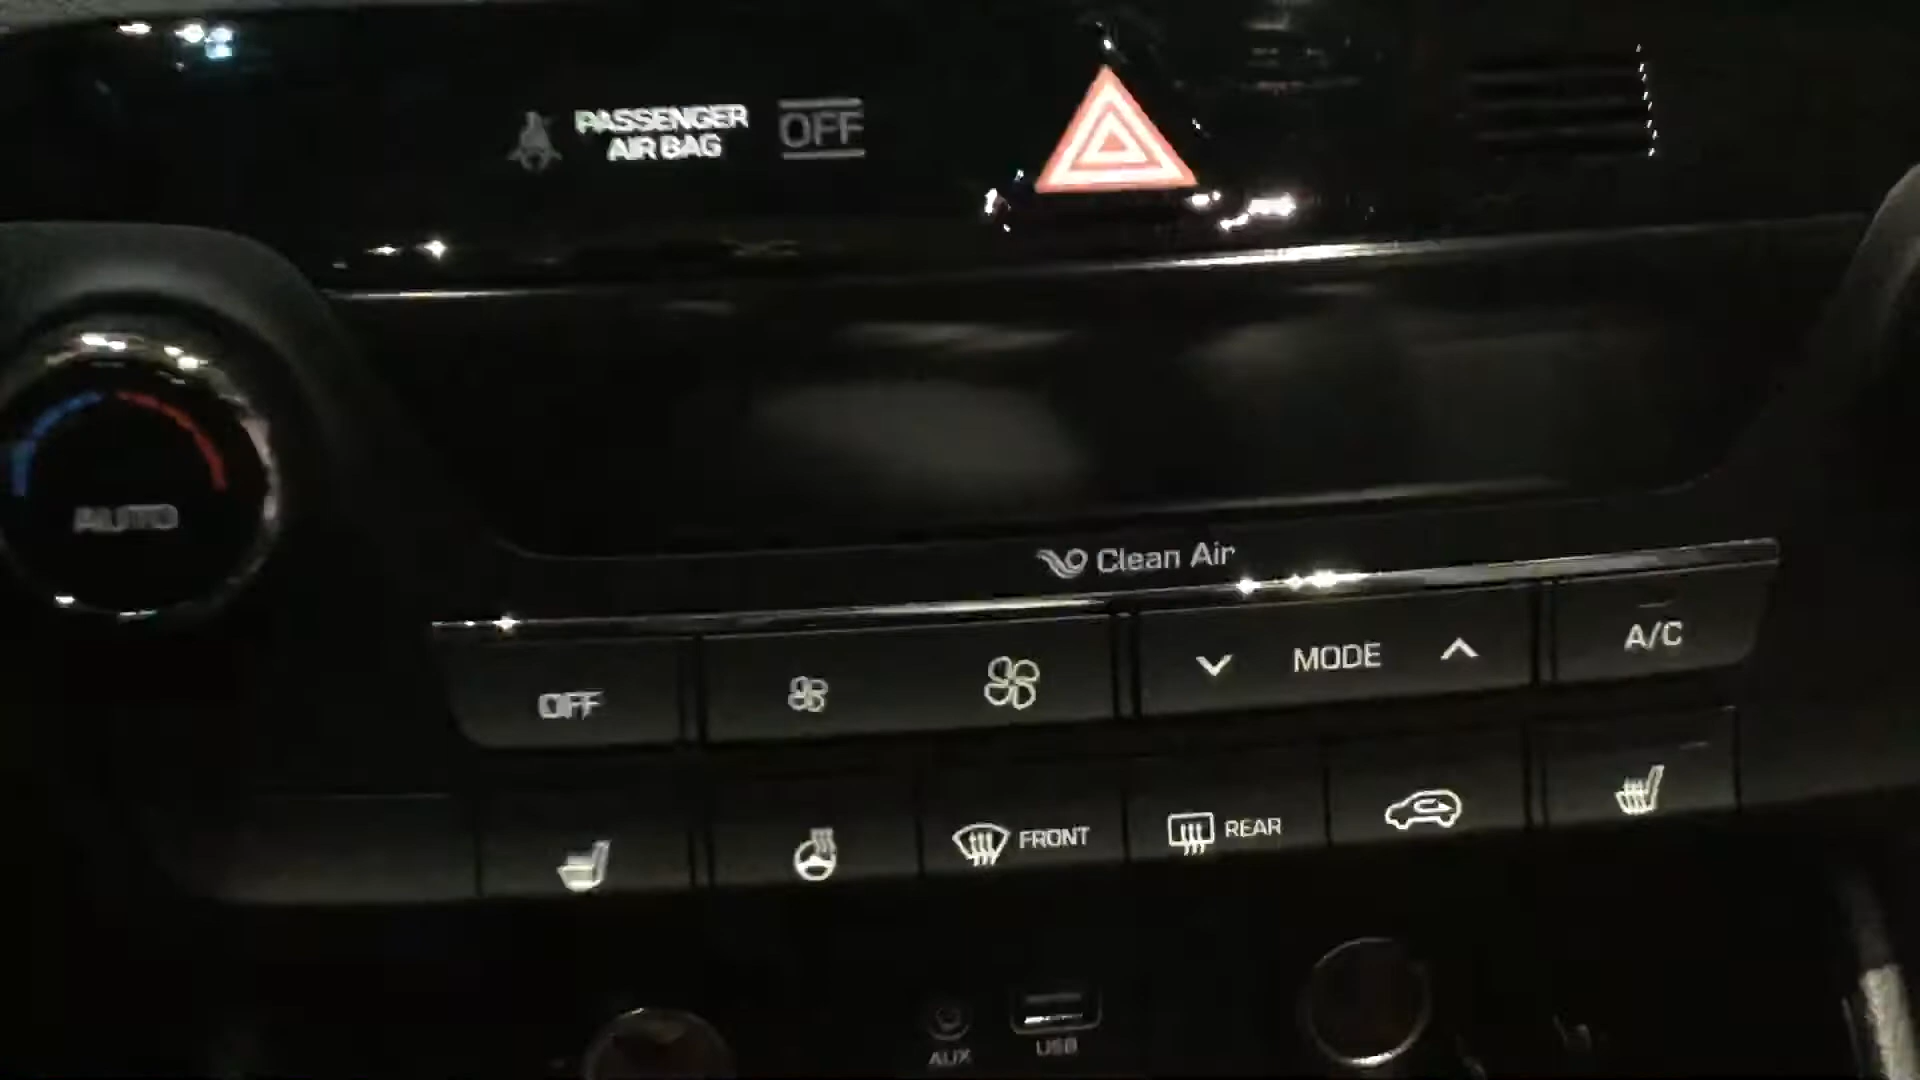 PASSENGER
AIR BAG
OFF
AUTO
Clean Air
OFF
MODE
A/C
FRONT
REAR
AUX
USB